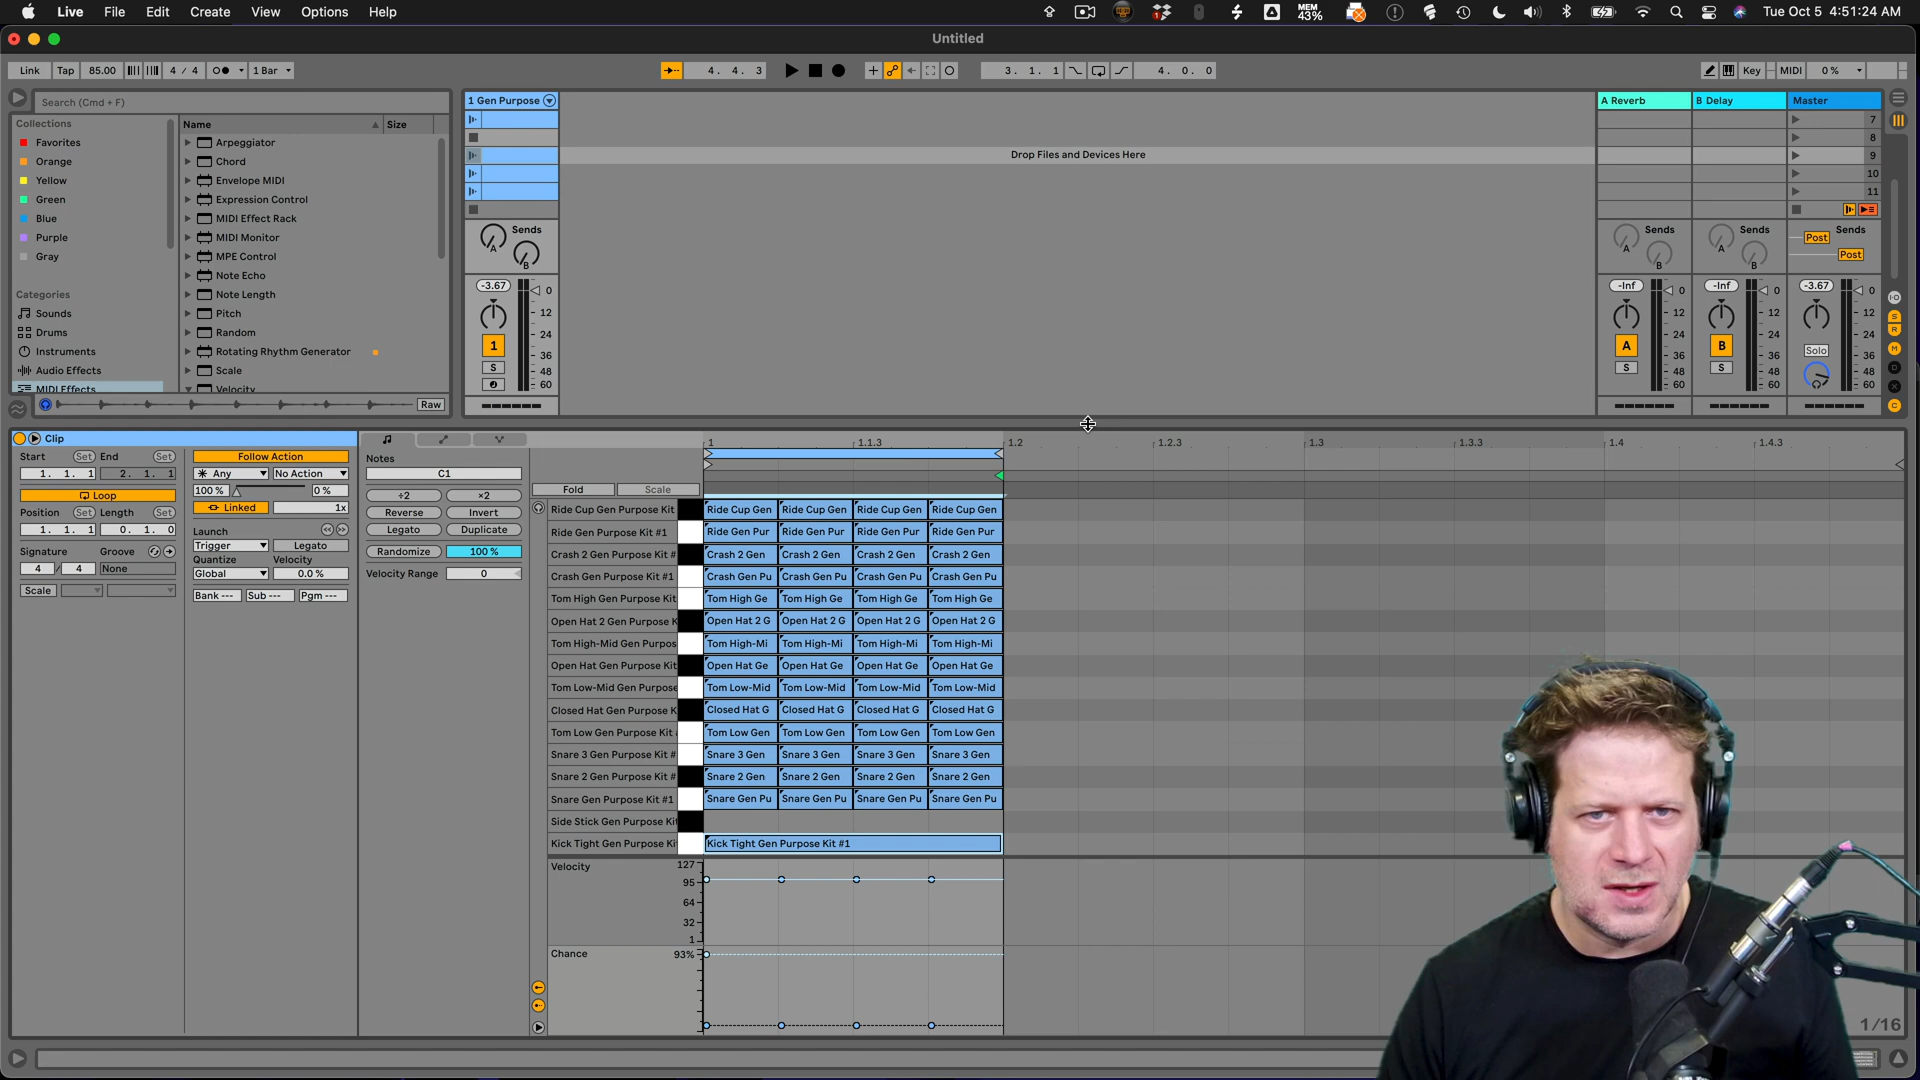 Live File Edit Create View Options Help MEM 43% Tue Oct 5 4:51:24 AM
Untitled
Link Tap 85.00 4 / 4 1 Bar 4. 4. 3 3. 1. 1 4. 0. 0 Key MIDI 0 %
Search (Cmd + F)
Collections
Favorites
Orange
Yellow
Green
Blue
Purple
Gray
Categories
Sounds
Drums
Instruments
Audio Effects
MIDI Effects
Name Size
Arpeggiator
Chord
Envelope MIDI
Expression Control
MIDI Effect Rack
MIDI Monitor
MPE Control
Note Echo
Note Length
Pitch
Random
Rotating Rhythm Generator
Scale
Velocity
Raw
1 Gen Purpose
Drop Files and Devices Here
Sends
A
B
-3.67
0
12
24
36
48
60
1
S
A Reverb B Delay Master
7
8
9
10
11
Sends Sends Sends
A A Post
B B Post
-Inf -Inf -3.67
0 0 0
12 12 12
24 24 24
36 36 36
48 48 48
60 60 60
A B Solo
S S
Clip
Start Set End Set
1. 1. 1 2. 1. 1
Loop
Position Set Length Set
1. 1. 1 0. 1. 0
Signature Groove
4 / 4 None
Scale
Follow Action
Any No Action
100 % 0 %
Linked 1x
Launch
Trigger Legato
Quantize Velocity
Global 0.0 %
Bank --- Sub --- Pgm ---
Notes
C1
÷2 ×2
Reverse Invert
Legato Duplicate
Randomize 100 %
Velocity Range 0
1 1.1.3 1.2 1.2.3 1.3 1.3.3 1.4 1.4.3
Fold Scale
Ride Cup Gen Purpose Kit Ride Cup Gen Ride Cup Gen Ride Cup Gen Ride Cup Gen
Ride Gen Purpose Kit #1 Ride Gen Pur Ride Gen Pur Ride Gen Pur Ride Gen Pur
Crash 2 Gen Purpose Kit # Crash 2 Gen Crash 2 Gen Crash 2 Gen Crash 2 Gen
Crash Gen Purpose Kit #1 Crash Gen Pu Crash Gen Pu Crash Gen Pu Crash Gen Pu
Tom High Gen Purpose Kit Tom High Ge Tom High Ge Tom High Ge Tom High Ge
Open Hat 2 Gen Purpose K Open Hat 2 G Open Hat 2 G Open Hat 2 G Open Hat 2 G
Tom High-Mid Gen Purpos Tom High-Mi Tom High-Mi Tom High-Mi Tom High-Mi
Open Hat Gen Purpose Kit Open Hat Ge Open Hat Ge Open Hat Ge Open Hat Ge
Tom Low-Mid Gen Purpose Tom Low-Mid Tom Low-Mid Tom Low-Mid Tom Low-Mid
Closed Hat Gen Purpose K Closed Hat G Closed Hat G Closed Hat G Closed Hat G
Tom Low Gen Purpose Kit Tom Low Gen Tom Low Gen Tom Low Gen Tom Low Gen
Snare 3 Gen Purpose Kit # Snare 3 Gen Snare 3 Gen Snare 3 Gen Snare 3 Gen
Snare 2 Gen Purpose Kit # Snare 2 Gen Snare 2 Gen Snare 2 Gen Snare 2 Gen
Snare Gen Purpose Kit #1 Snare Gen Pu Snare Gen Pu Snare Gen Pu Snare Gen Pu
Side Stick Gen Purpose Kit
Kick Tight Gen Purpose Ki Kick Tight Gen Purpose Kit #1
Velocity 127
95
64
32
1
Chance 93%
1/16